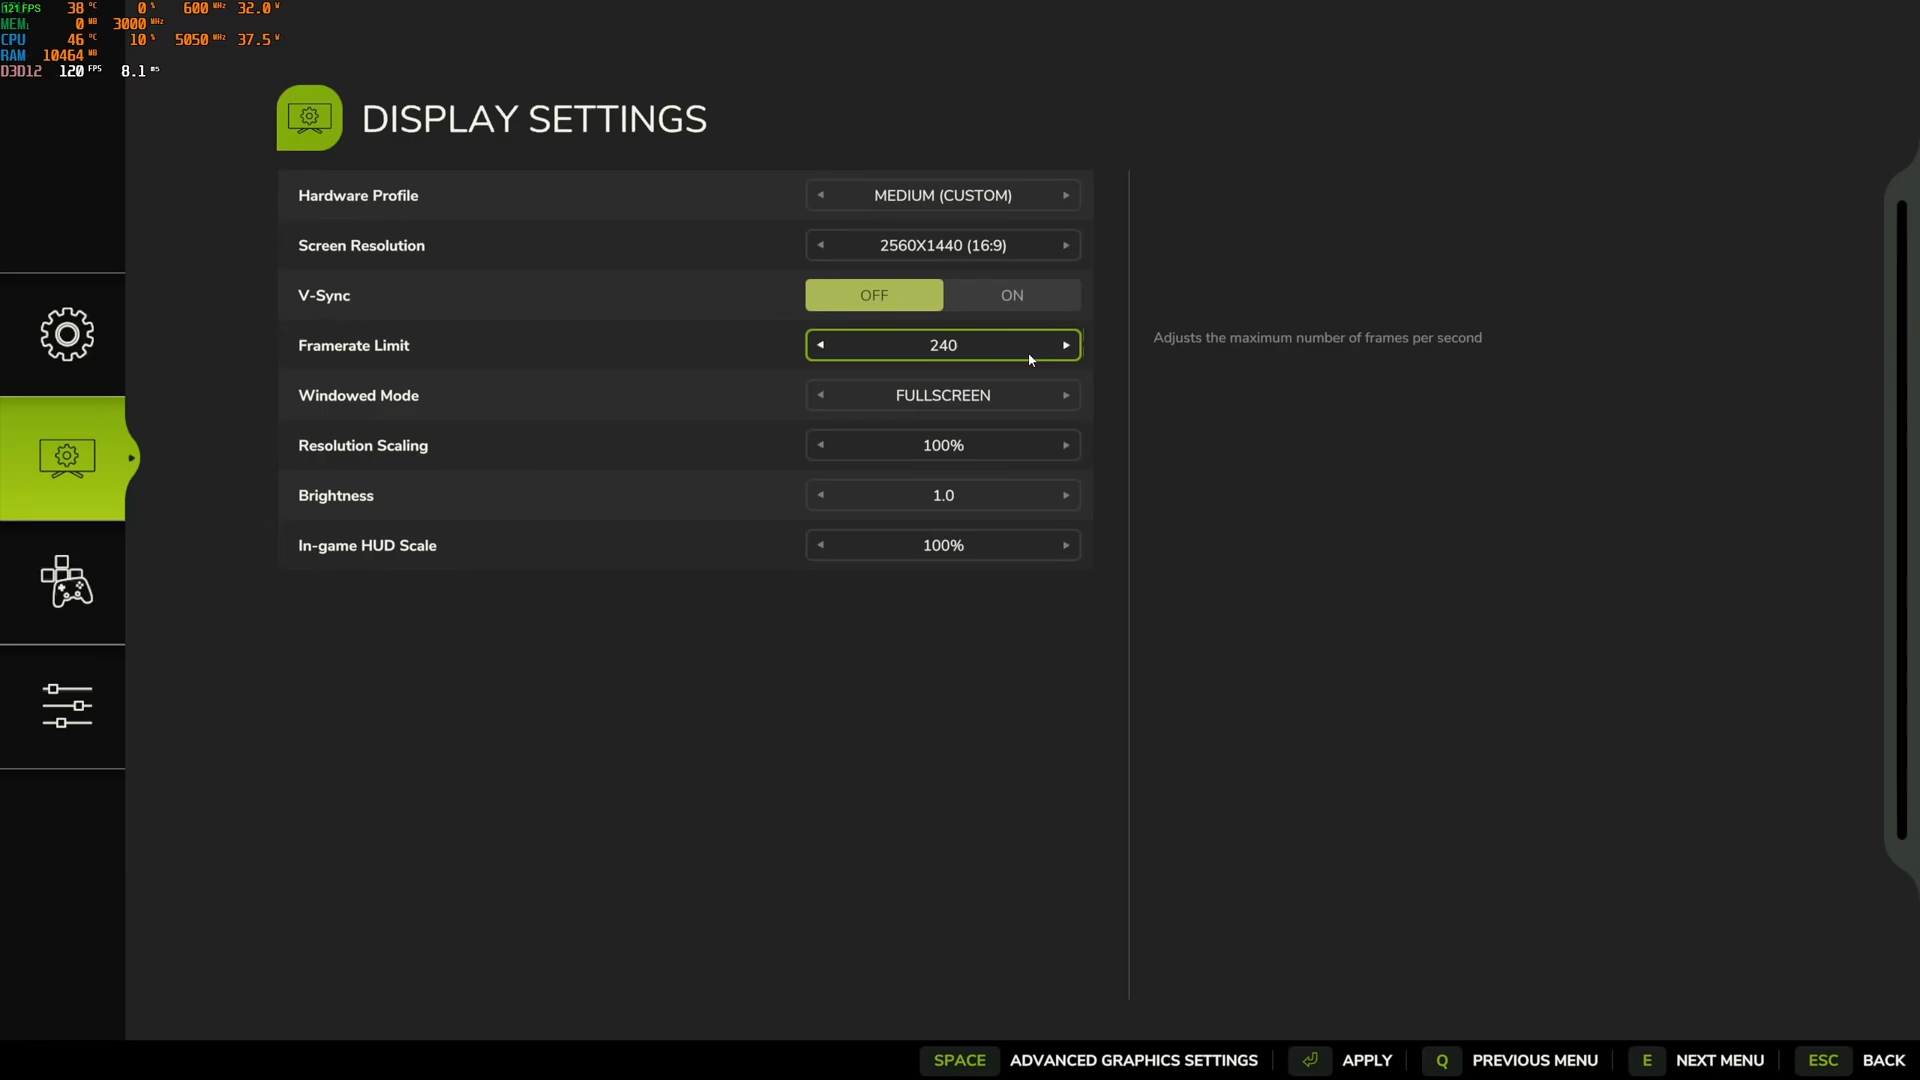 121 FPS 38 °C 0 % 600 MHz 32.0 W
MEM 0 MB 3000 MHz
CPU 46 °C 10 % 5050 MHz 37.5 W
RAM 10464 MB
D3D12 120 FPS 8.1 ms
DISPLAY SETTINGS
Hardware Profile MEDIUM (CUSTOM)
Screen Resolution 2560X1440 (16:9)
V-Sync OFF ON
Framerate Limit 240
Adjusts the maximum number of frames per second
Windowed Mode FULLSCREEN
Resolution Scaling 100%
Brightness 1.0
In-game HUD Scale 100%
SPACE ADVANCED GRAPHICS SETTINGS APPLY Q PREVIOUS MENU E NEXT MENU ESC BACK